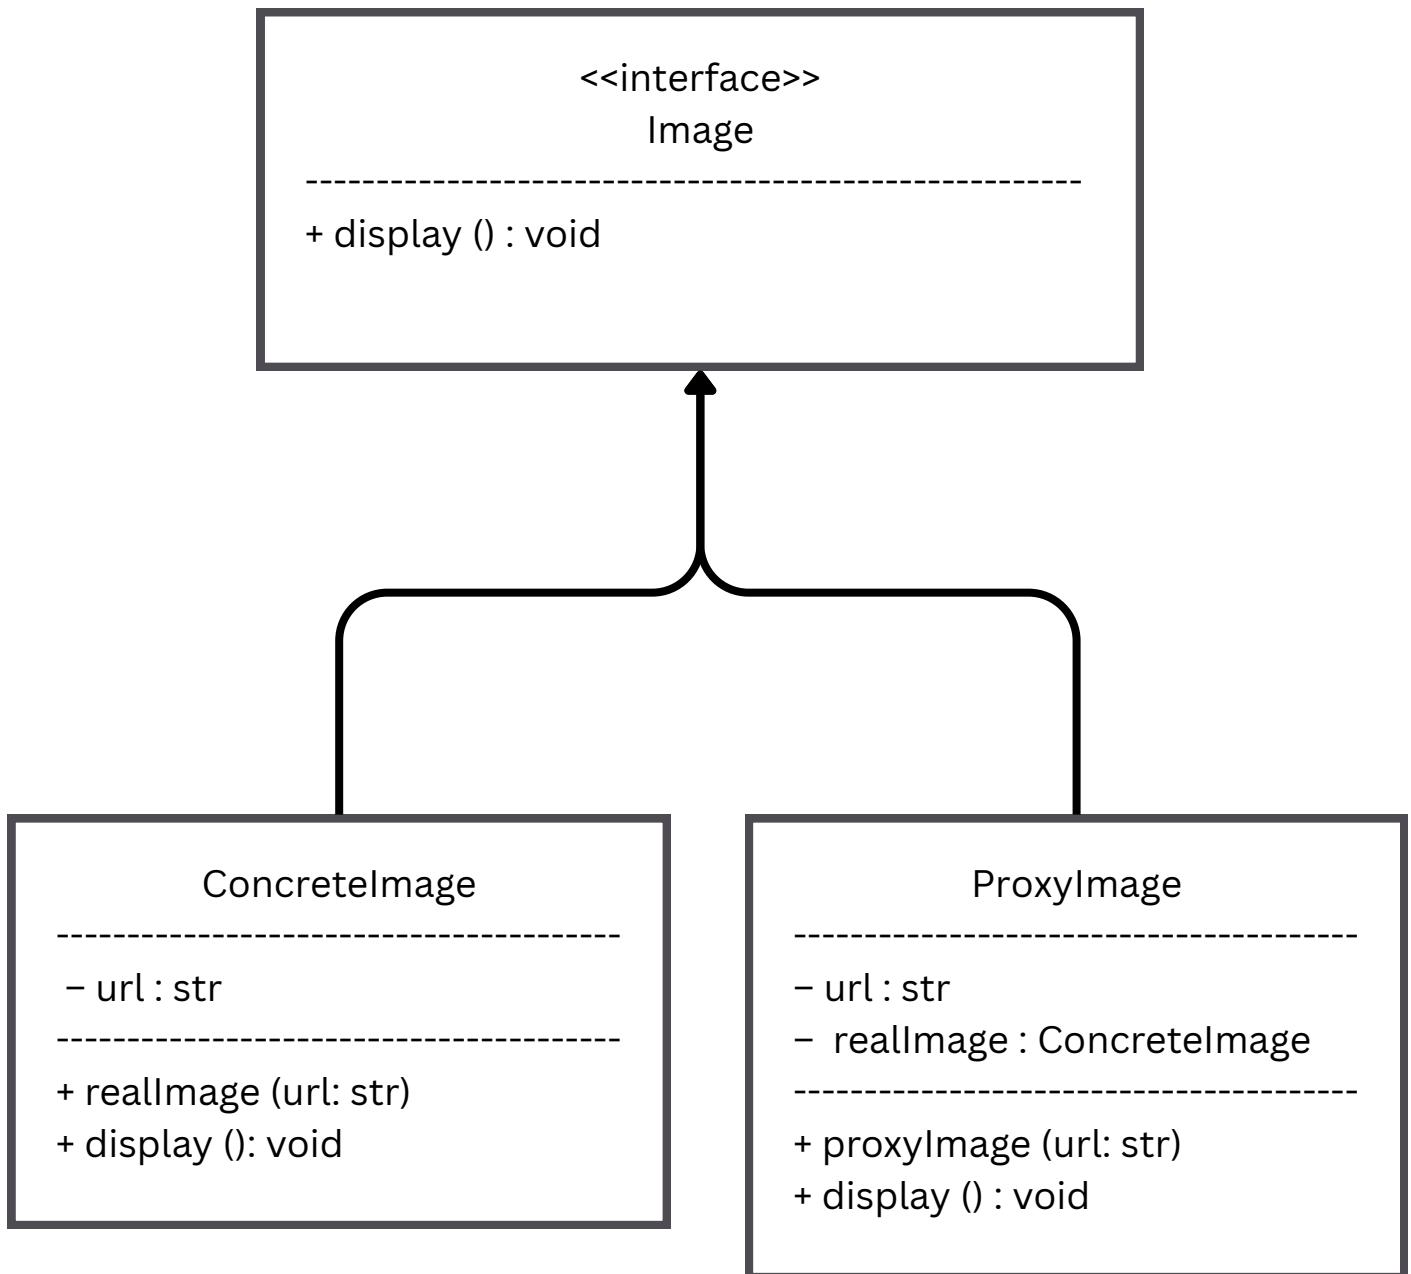 <<interface>>
Image
-------------------------------------------------------
+ display () : void
ConcreteImage
----------------------------------------
– url : str
----------------------------------------
+ realImage (url: str)
+ display (): void
ProxyImage
----------------------------------------
– url : str
– realImage : ConcreteImage
----------------------------------------
+ proxyImage (url: str)
+ display () : void